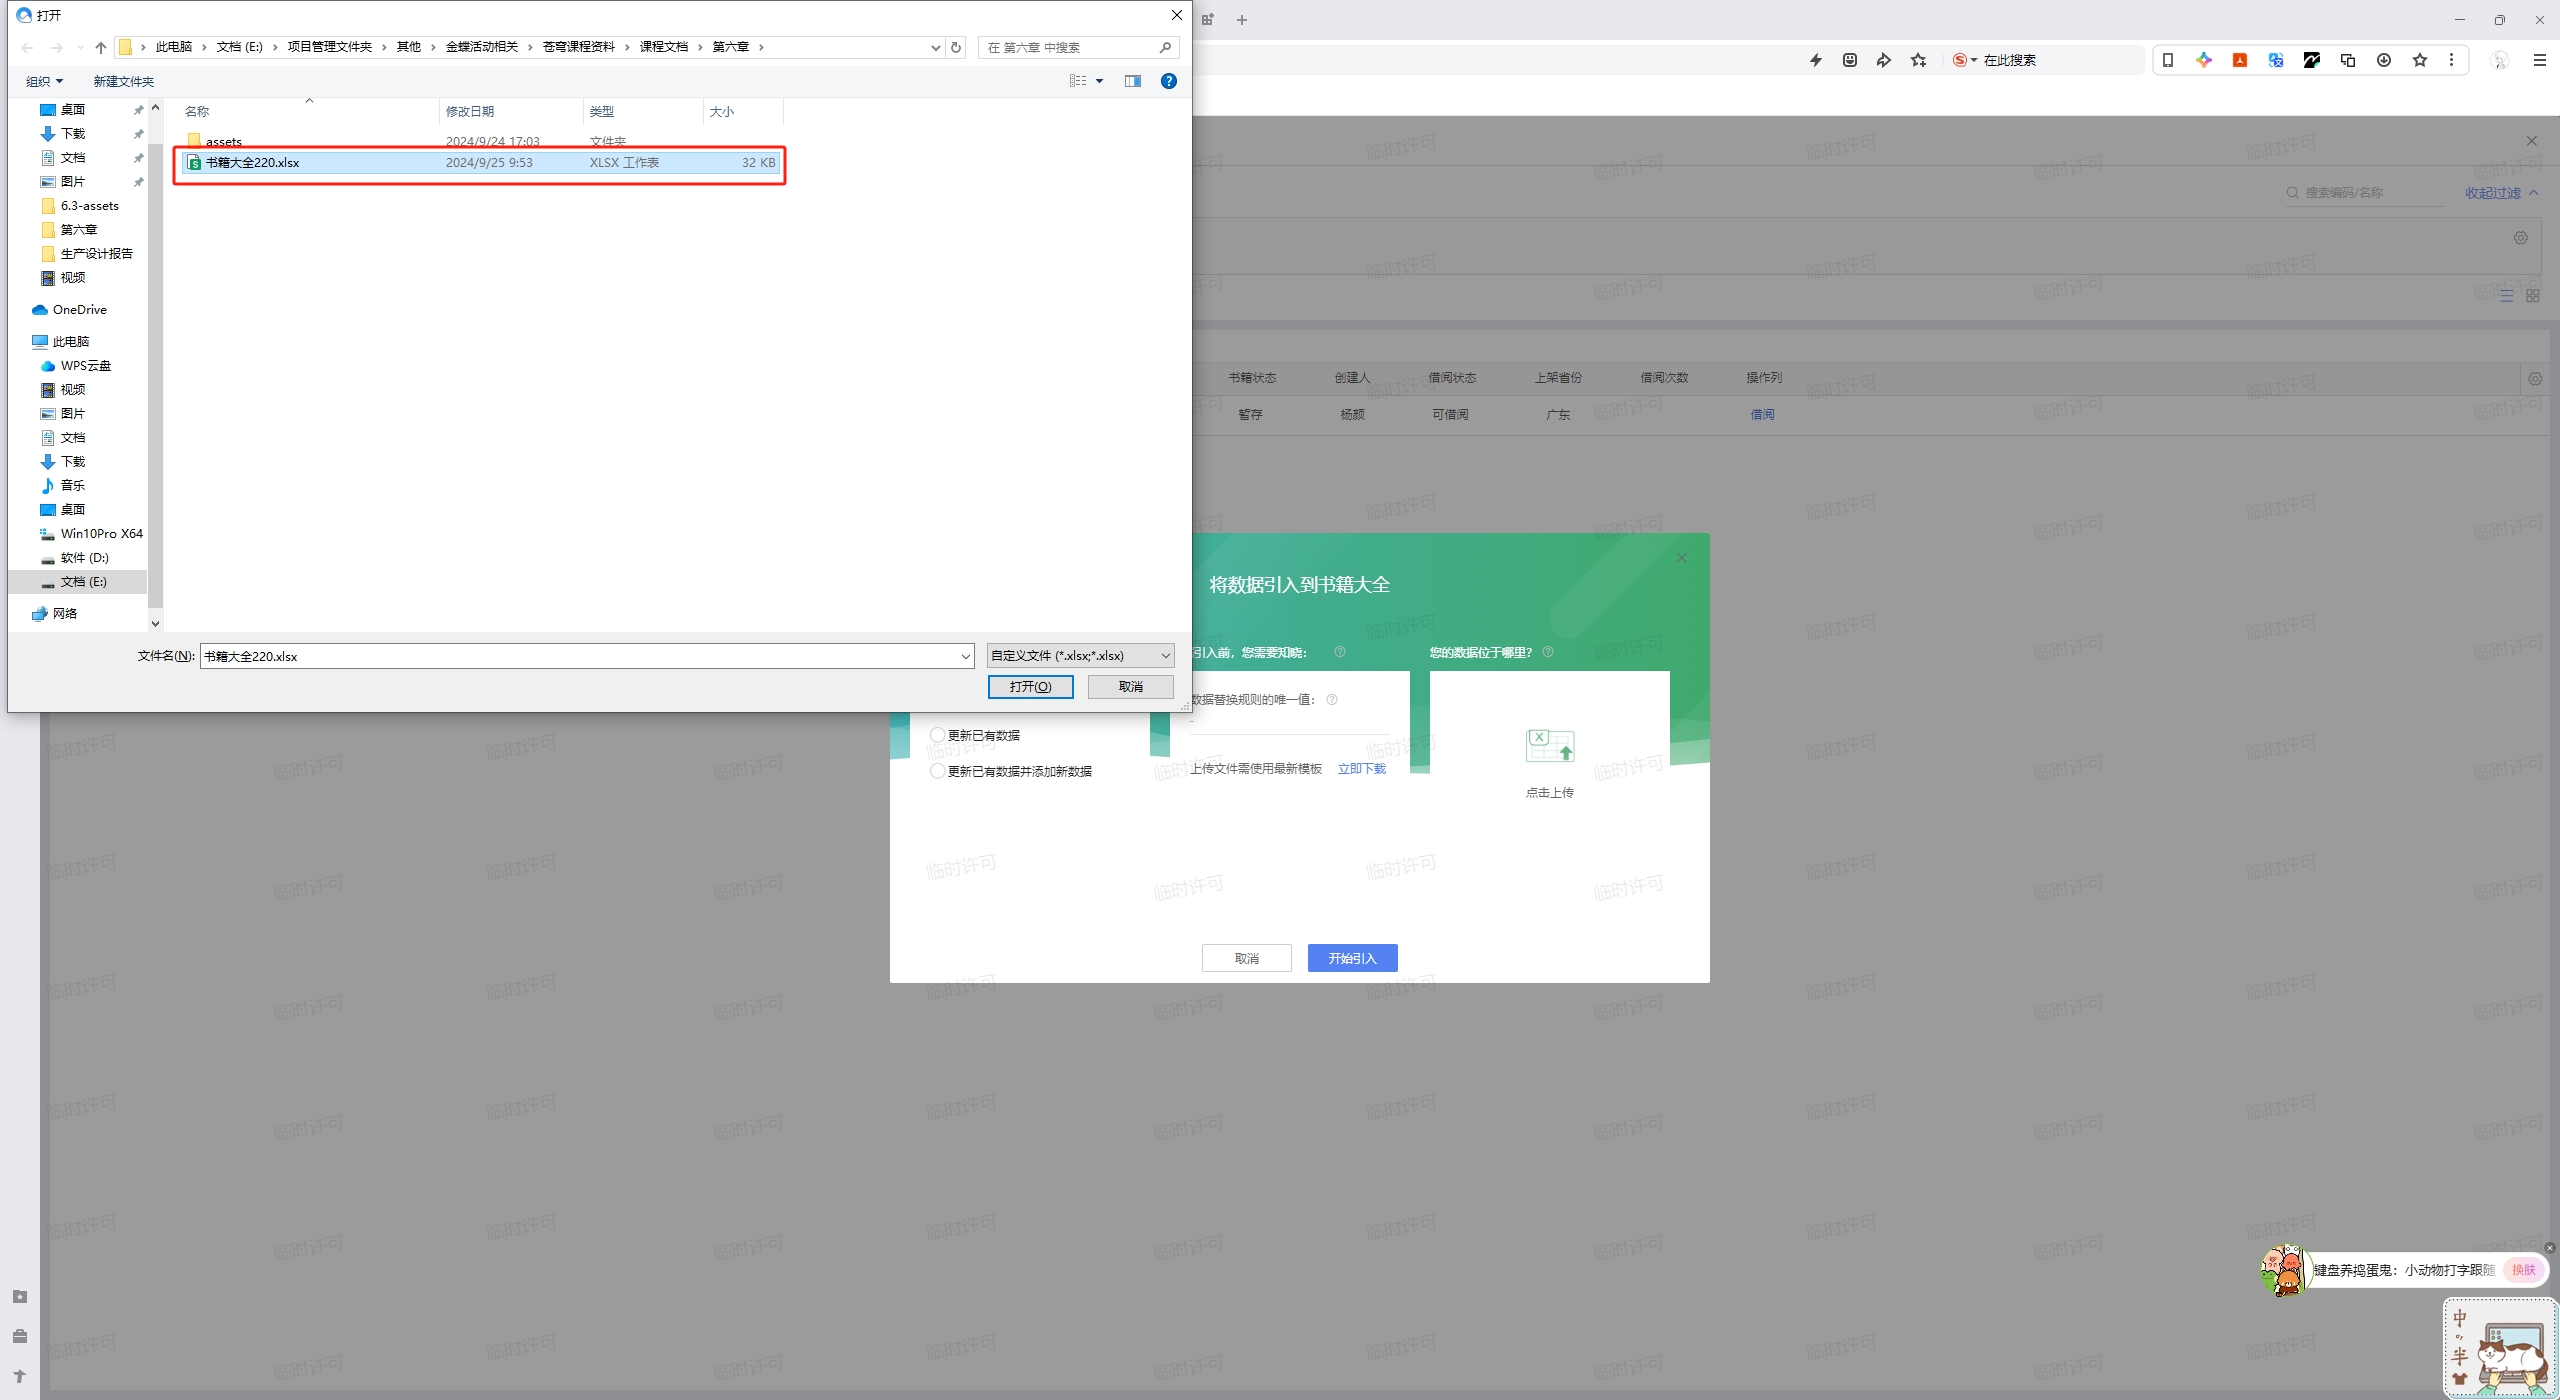 打开
此电脑 文档 (E:) 项目管理文件夹 其他 金蝶活动相关 苍穹课程资料 课程文档 第六章
在 第六章 中搜索
在此搜索
组织 新建文件夹
名称 修改日期 类型 大小
assets 2024/9/24 17:03 文件夹
书籍大全220.xlsx 2024/9/25 9:53 XLSX 工作表 32 KB
桌面
下载
文档
图片
6.3-assets
第六章
生产设计报告
视频
OneDrive
此电脑
WPS云盘
视频
图片
文档
下载
音乐
桌面
Win10Pro X64
软件 (D:)
文档 (E:)
网络
文件名(N): 书籍大全220.xlsx 自定义文件 (*.xlsx;*.xlsx)
打开(O) 取消
搜索编码/名称 收起过滤
书籍状态 创建人 借阅状态 上架省份 借阅次数 操作列
暂存 杨颜 可借阅 广东 借阅
将数据引入到书籍大全
引入前，您需要知晓： 您的数据位于哪里？
数据替换规则的唯一值：
-
更新已有数据
更新已有数据并添加新数据
上传文件需使用最新模板 立即下载
点击上传
取消 开始引入
临时许可
键盘养捣蛋鬼：小动物打字跟随 换肤
中
半